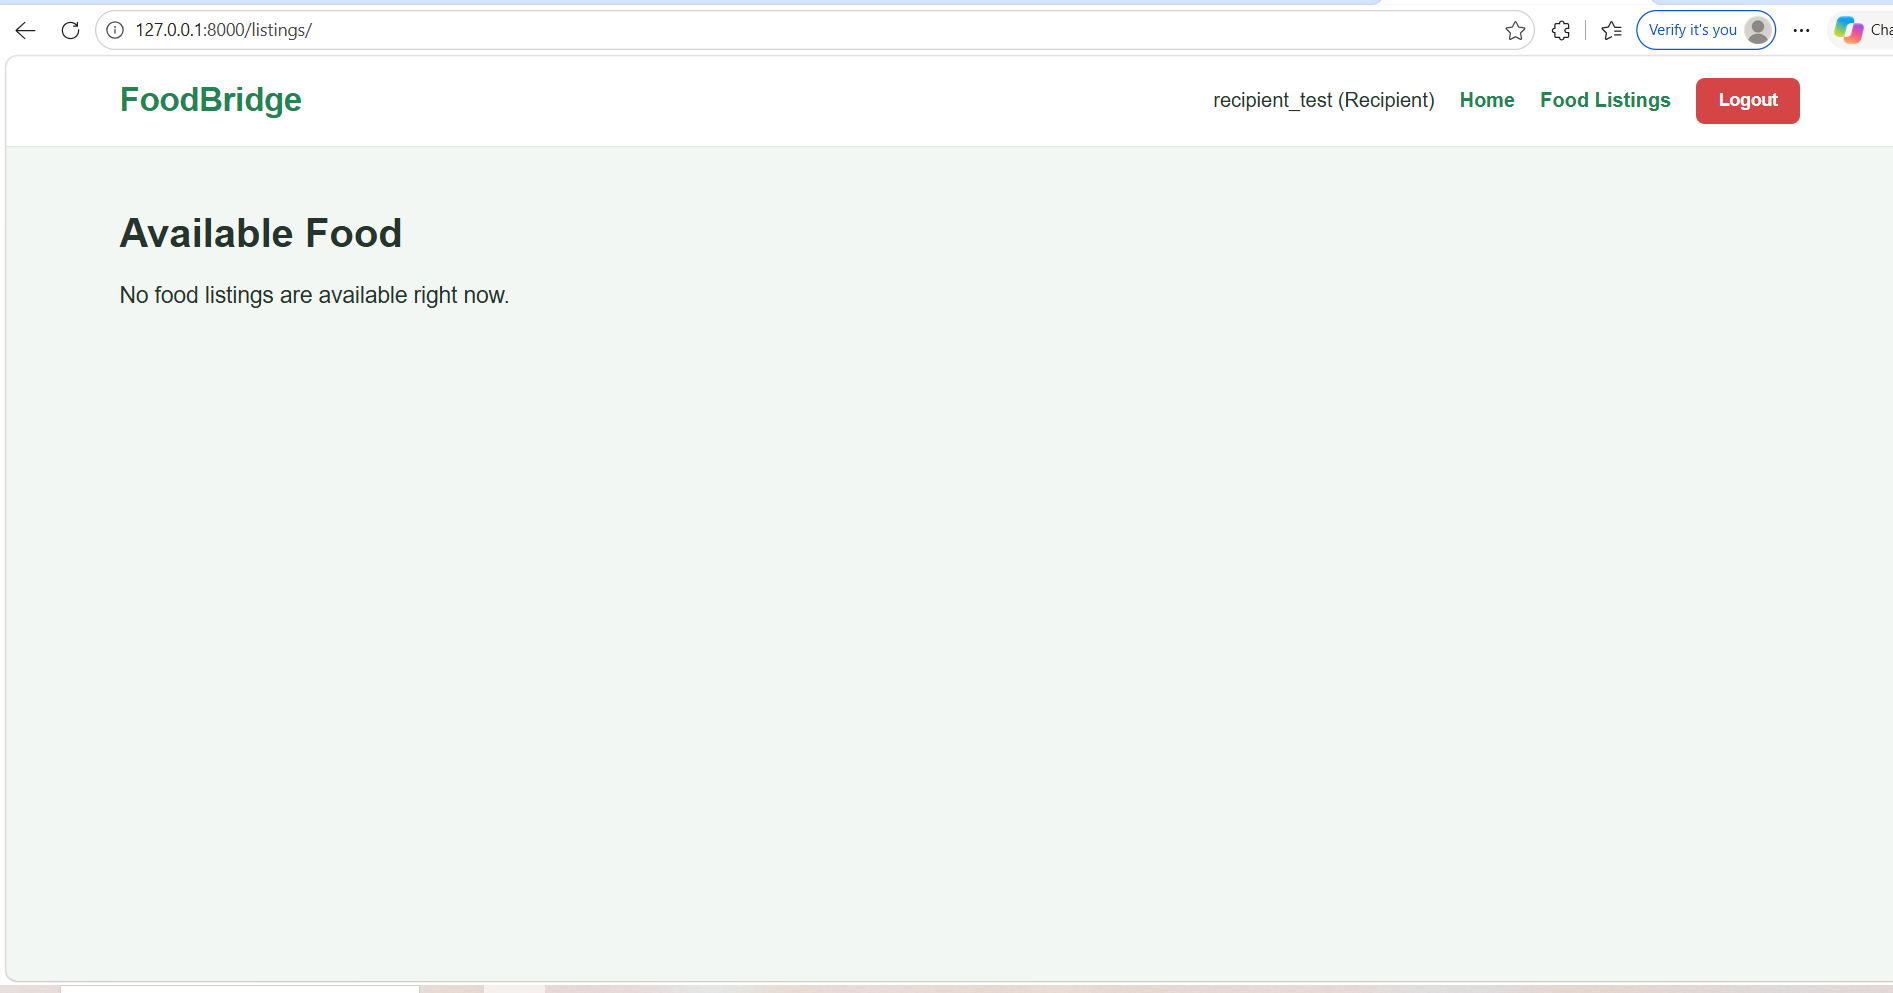 127.0.0.1:8000/listings/
Verify it's you
FoodBridge
recipient_test (Recipient)
Home
Food Listings
Logout
Available Food
No food listings are available right now.